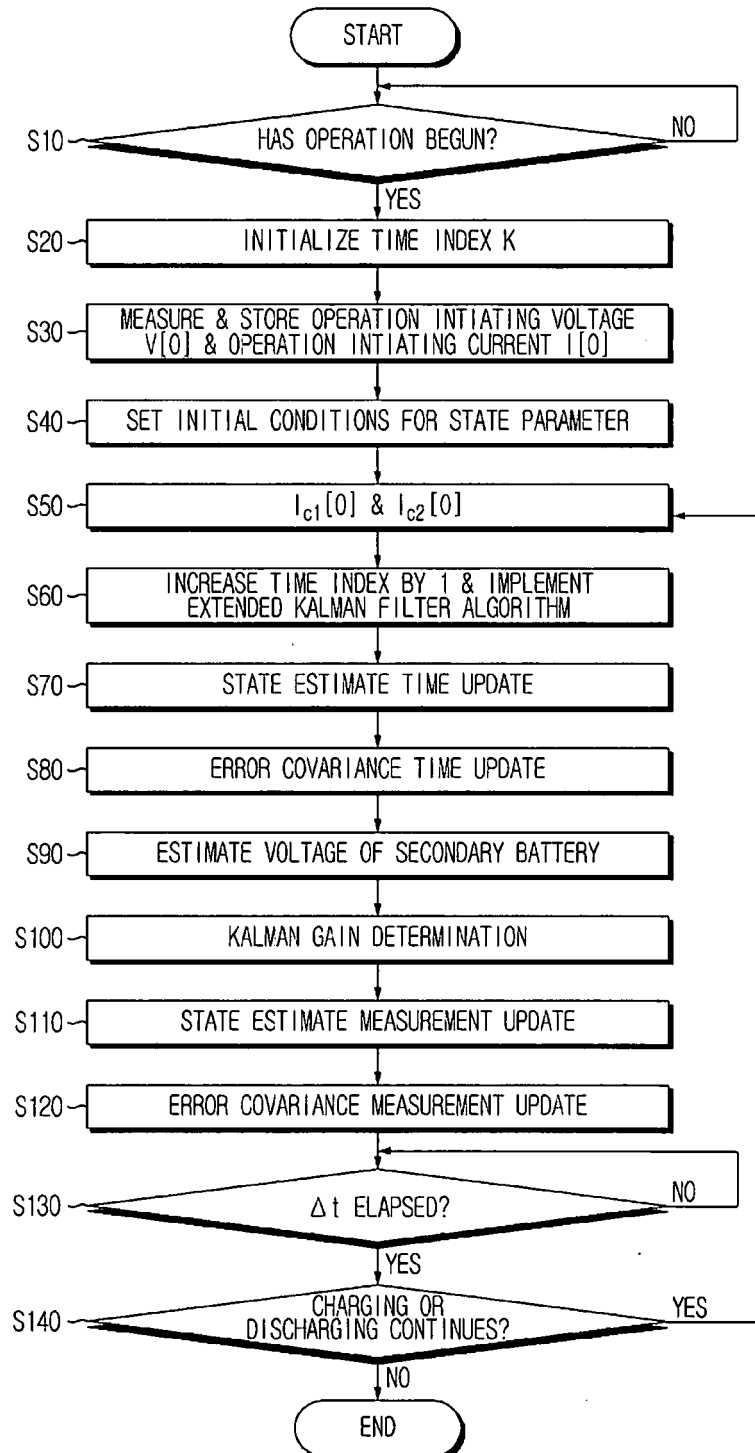 START
S10
HAS OPERATION BEGUN?
NO
YES
S20
INITIALIZE TIME INDEX K
S30
MEASURE & STORE OPERATION INTIATING VOLTAGE
V[0] & OPERATION INTIATING CURRENT I[0]
S40
SET INITIAL CONDITIONS FOR STATE PARAMETER
S50
Ic1[0] & Ic2[0]
S60
INCREASE TIME INDEX BY 1 & IMPLEMENT
EXTENDED KALMAN FILTER ALGORITHM
S70
STATE ESTIMATE TIME UPDATE
S80
ERROR COVARIANCE TIME UPDATE
S90
ESTIMATE VOLTAGE OF SECONDARY BATTERY
S100
KALMAN GAIN DETERMINATION
S110
STATE ESTIMATE MEASUREMENT UPDATE
S120
ERROR COVARIANCE MEASUREMENT UPDATE
S130
Δt ELAPSED?
NO
YES
S140
CHARGING OR
DISCHARGING CONTINUES?
YES
NO
END